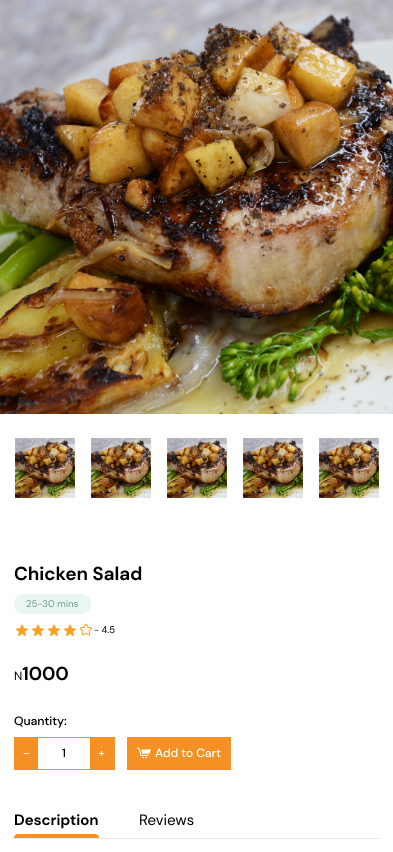 Chicken Salad
25-30 mins
- 4.5
N1000
Quantity:
- 1 +
Add to Cart
Description Reviews